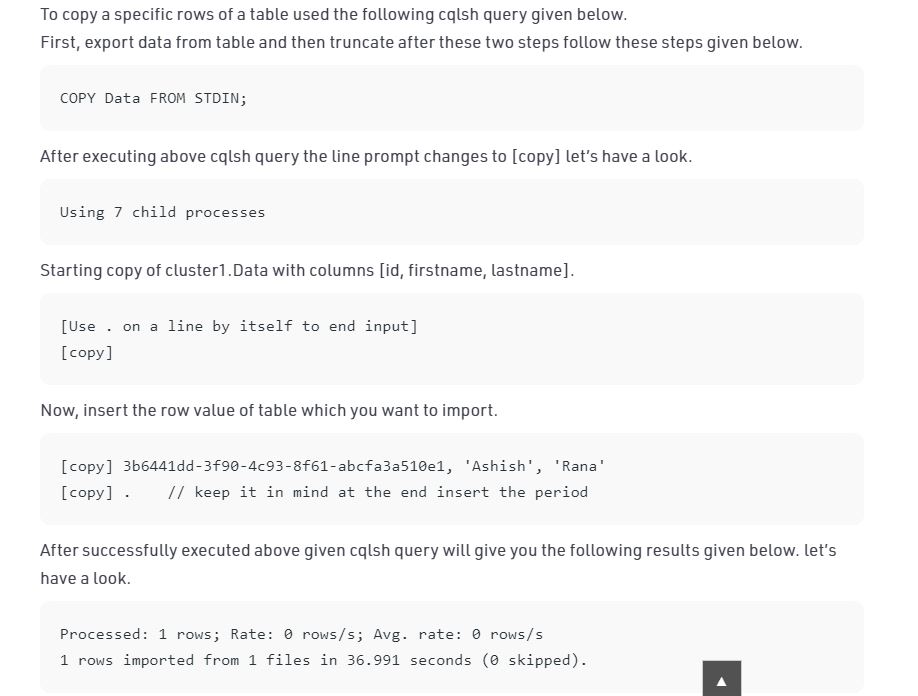 To copy a specific rows of a table used the following cqlsh query given below.
First, export data from table and then truncate after these two steps follow these steps given below.
COPY Data FROM STDIN;
After executing above cqlsh query the line prompt changes to [copy] let's have a look.
Using 7 child processes
Starting copy of cluster1.Data with columns [id, firstname, lastname].
[Use . on a line by itself to end input]
[copy]
Now, insert the row value of table which you want to import.
[copy] 3b6441dd-3f90-4c93-8f61-abcfa3a510e1, 'Ashish', 'Rana'
[copy] .    // keep it in mind at the end insert the period
After successfully executed above given cqlsh query will give you the following results given below. let's
have a look.
Processed: 1 rows; Rate: 0 rows/s; Avg. rate: 0 rows/s
1 rows imported from 1 files in 36.991 seconds (0 skipped).